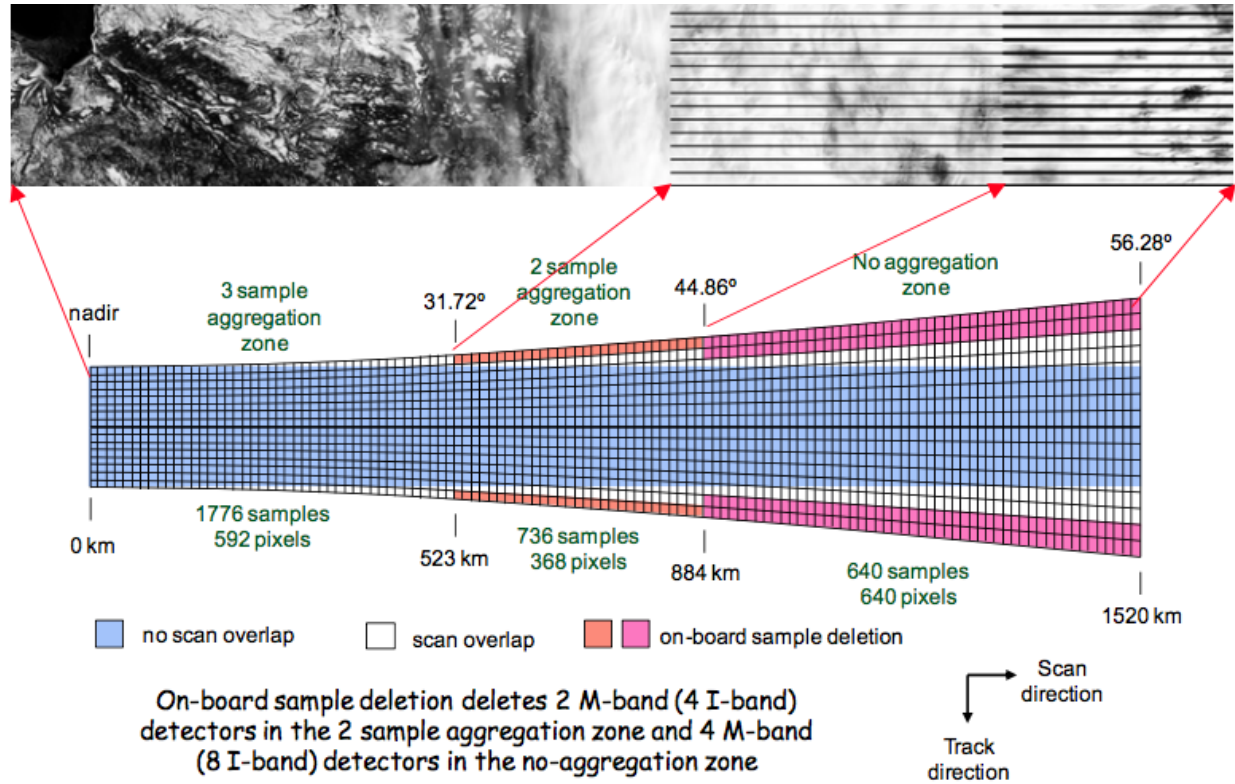 56.28º
No aggregation
zone
2 sample
aggregation
zone
44.86º
3 sample
aggregation
zone
31.72º
nadir
0 km
1776 samples
592 pixels
523 km
736 samples
368 pixels
884 km
640 samples
640 pixels
1520 km
no scan overlap
scan overlap
on-board sample deletion
Scan
direction
Track
direction
On-board sample deletion deletes 2 M-band (4 I-band)
detectors in the 2 sample aggregation zone and 4 M-band
(8 I-band) detectors in the no-aggregation zone